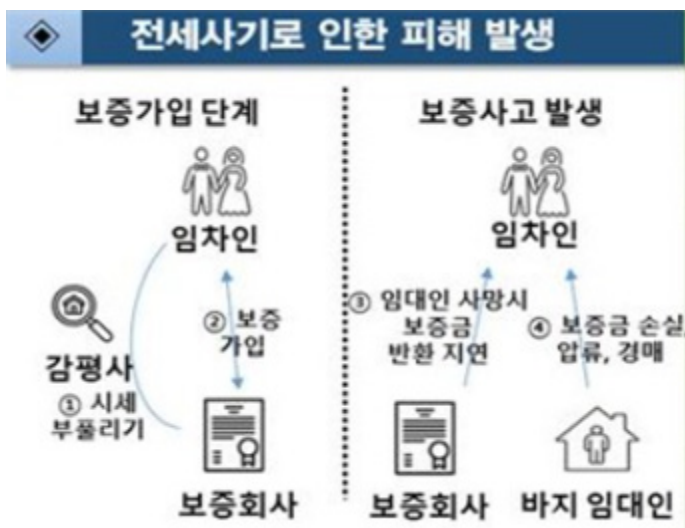 전세사기로 인한 피해 발생
보증가입 단계
임차인
감평사
① 시세
부풀리기
② 보증
가입
보증회사
보증사고 발생
임차인
③ 임대인 사망시
보증금
반환 지연
④ 보증금 손실,
압류, 경매
보증회사
바지 임대인